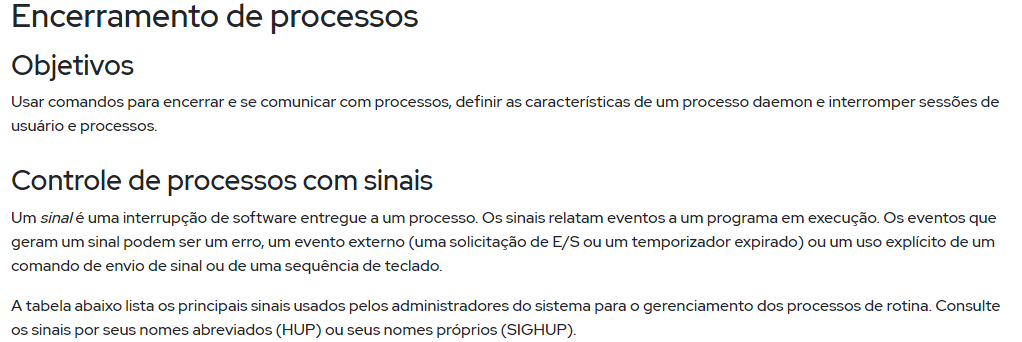 Encerramento de processos
Objetivos
Usar comandos para encerrar e se comunicar com processos, definir as características de um processo daemon e interromper sessões de
usuário e processos.
Controle de processos com sinais
Um sinal é uma interrupção de software entregue a um processo. Os sinais relatam eventos a um programa em execução. Os eventos que
geram um sinal podem ser um erro, um evento externo (uma solicitação de E/S ou um temporizador expirado) ou um uso explícito de um
comando de envio de sinal ou de uma sequência de teclado.
A tabela abaixo lista os principais sinais usados pelos administradores do sistema para o gerenciamento dos processos de rotina. Consulte
os sinais por seus nomes abreviados (HUP) ou seus nomes próprios (SIGHUP).